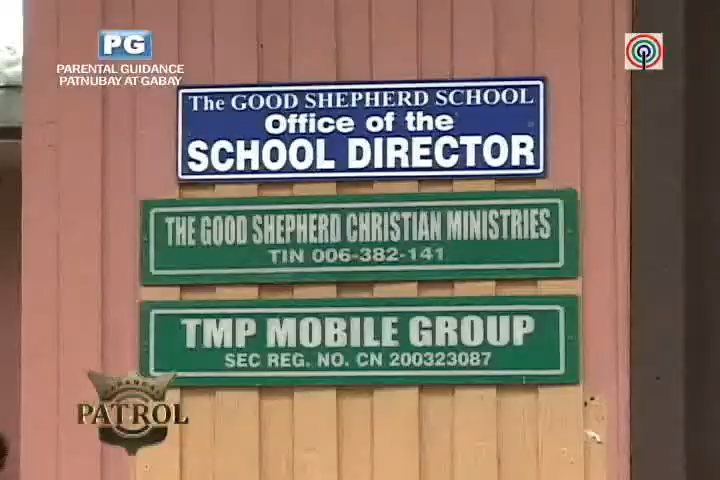 PG
PARENTAL GUIDANCE
PATNUBAY AT GABAY
The GOOD SHEPHERD SCHOOL
Office of the
SCHOOL DIRECTOR
THE GOOD SHEPHERD CHRISTIAN MINISTRIES
TIN 006-382-141
TMP MOBILE GROUP
SEC REG. NO. CN 200323087
PATROL